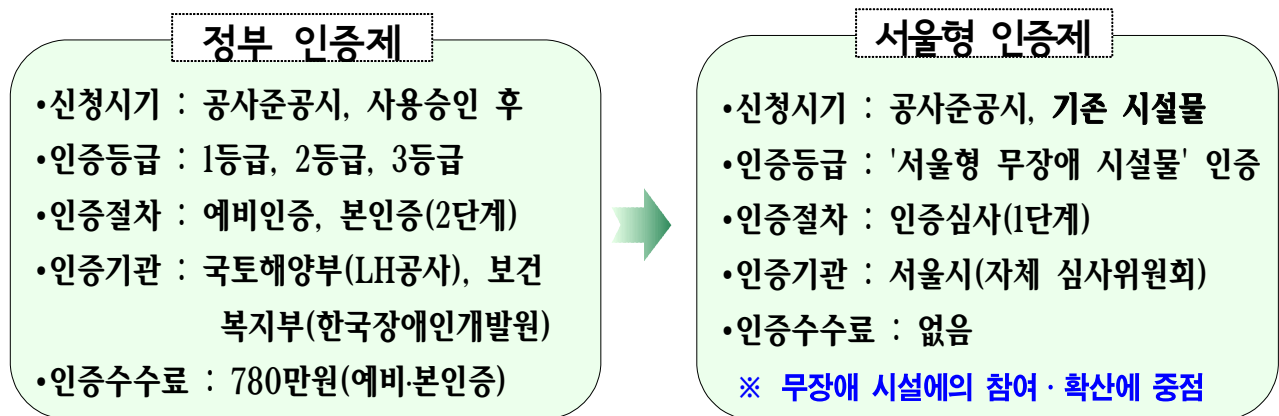 정부 인증제
•신청시기 : 공사준공시, 사용승인 후
•인증등급 : 1등급, 2등급, 3등급
•인증절차 : 예비인증, 본인증(2단계)
•인증기관 : 국토해양부(LH공사), 보건
복지부(한국장애인개발원)
•인증수수료 : 780만원(예비·본인증)
서울형 인증제
•신청시기 : 공사준공시, 기존 시설물
•인증등급 : '서울형 무장애 시설물' 인증
•인증절차 : 인증심사(1단계)
•인증기관 : 서울시(자체 심사위원회)
•인증수수료 : 없음
※ 무장애 시설에의 참여·확산에 중점